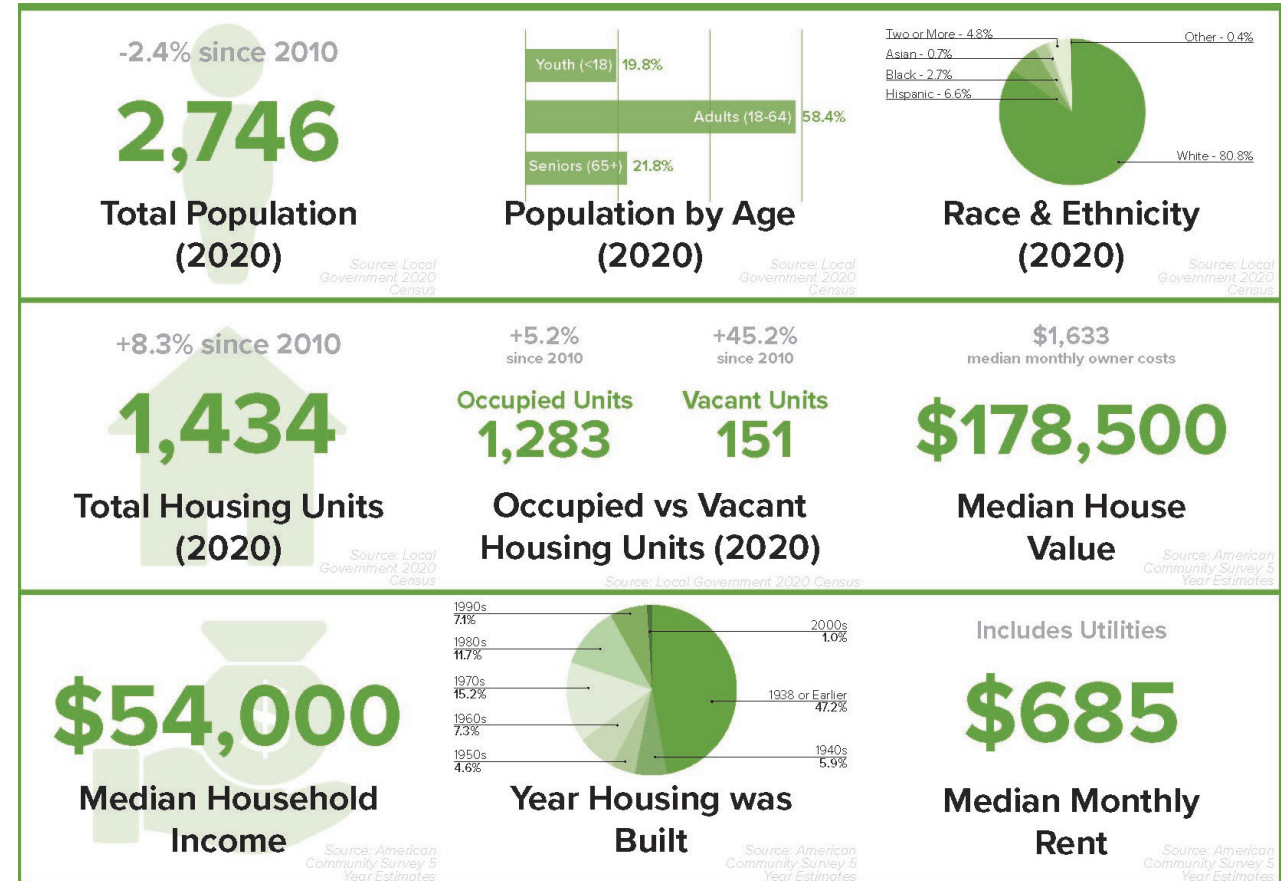 -2.4% since 2010
2,746
Total Population
(2020)
Source: Local
Government 2020
Census
Youth (<18) 19.8%
Adults (18-64) 58.4%
Seniors (65+) 21.8%
Population by Age
(2020)
Source: Local
Government 2020
Census
Two or More - 4.8%
Asian - 0.7%
Black - 2.7%
Hispanic - 6.6%
Other - 0.4%
White - 80.8%
Race & Ethnicity
(2020)
Source: Local
Government 2020
Census
+8.3% since 2010
1,434
Total Housing Units
(2020)
Source: Local
Government 2020
Census
+5.2%
since 2010
Occupied Units
1,283
+45.2%
since 2010
Vacant Units
151
Occupied vs Vacant
Housing Units (2020)
Source: Local Government 2020 Census
$1,633
median monthly owner costs
$178,500
Median House
Value
Source: American
Community Survey 5
Year Estimates
$
$54,000
Median Household
Income
Source: American
Community Survey 5
Year Estimates
1990s
7.1%
1980s
11.7%
1970s
15.2%
1960s
7.3%
1950s
4.6%
2000s
1.0%
1938 or Earlier
47.2%
1940s
5.9%
Year Housing was
Built
Source: American
Community Survey 5
Year Estimates
Includes Utilities
$685
Median Monthly
Rent
Source: American
Community Survey 5
Year Estimates